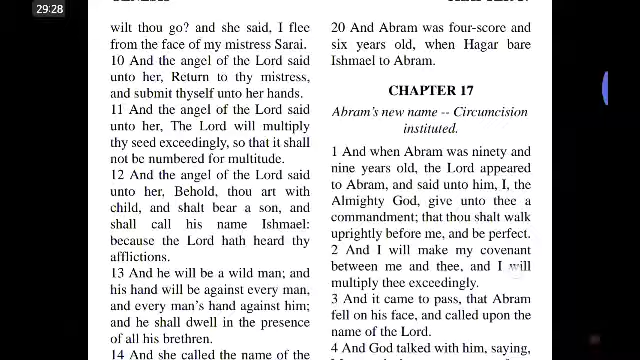 29:28
wilt thou go? and she said, I flee
from the face of my mistress Sarai.
10 And the angel of the Lord said
unto her, Return to thy mistress,
and submit thyself unto her hands.
11 And the angel of the Lord said
unto her, The Lord will multiply
thy seed exceedingly, so that it shall
not be numbered for multitude.
12 And the angel of the Lord said
unto her, Behold, thou art with
child, and shalt bear a son, and
shall call his name Ishmael:
because the Lord hath heard thy
afflictions.
13 And he will be a wild man; and
his hand will be against every man,
and every man's hand against him;
and he shall dwell in the presence
of all his brethren.
14 And she called the name of the
20 And Abram was four-score and
six years old, when Hagar bare
Ishmael to Abram.
CHAPTER 17
Abram's new name -- Circumcision
instituted.
1 And when Abram was ninety and
nine years old, the Lord appeared
to Abram, and said unto him, I, the
Almighty God, give unto thee a
commandment; that thou shalt walk
uprightly before me, and be perfect.
2 And I will make my covenant
between me and thee, and I will
multiply thee exceedingly.
3 And it came to pass, that Abram
fell on his face, and called upon the
name of the Lord.
4 And God talked with him, saying,